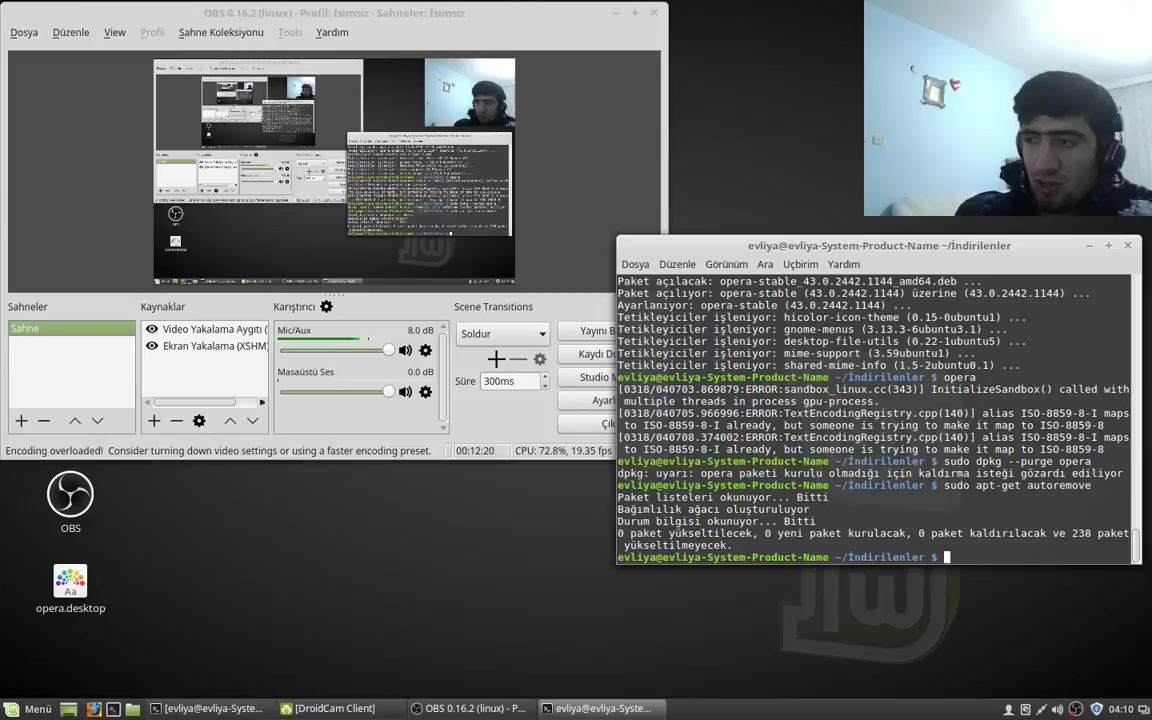 OBS 0.16.2 (linux) - Profil: İsimsiz - Sahneler: İsimsiz
Dosya Düzenle View Profil Sahne Koleksiyonu Tools Yardım
Sahneler
Sahne
Kaynaklar
Video Yakalama Aygıtı (
Ekran Yakalama (XSHM
Karıştırıcı
Mic/Aux 8.0 dB
Masaüstü Ses 0.0 dB
Scene Transitions
Soldur
Süre 300ms
Yayını B
Kaydı Du
Studio M
Ayarl
Çık
Encoding overloaded! Consider turning down video settings or using a faster encoding preset. 00:12:20 CPU: 72.8%, 19.35 fps
OBS
Aa
opera.desktop
evliya@evliya-System-Product-Name ~/İndirilenler
Dosya Düzenle Görünüm Ara Uçbirim Yardım
Paket açılacak: opera-stable_43.0.2442.1144_amd64.deb ...
Paket açılıyor: opera-stable (43.0.2442.1144) üzerine (43.0.2442.1144) ...
Ayarlanıyor: opera-stable (43.0.2442.1144) ...
Tetikleyiciler işleniyor: hicolor-icon-theme (0.15-0ubuntu1) ...
Tetikleyiciler işleniyor: gnome-menus (3.13.3-6ubuntu3.1) ...
Tetikleyiciler işleniyor: desktop-file-utils (0.22-1ubuntu5) ...
Tetikleyiciler işleniyor: mime-support (3.59ubuntu1) ...
Tetikleyiciler işleniyor: shared-mime-info (1.5-2ubuntu0.1) ...
evliya@evliya-System-Product-Name ~/İndirilenler $ opera
[0318/040703.869879:ERROR:sandbox_linux.cc(343)] InitializeSandbox() called with
multiple threads in process gpu-process.
[0318/040705.966996:ERROR:TextEncodingRegistry.cpp(140)] alias ISO-8859-8-I maps
to ISO-8859-8-I already, but someone is trying to make it map to ISO-8859-8
[0318/040708.374002:ERROR:TextEncodingRegistry.cpp(140)] alias ISO-8859-8-I maps
to ISO-8859-8-I already, but someone is trying to make it map to ISO-8859-8
evliya@evliya-System-Product-Name ~/İndirilenler $ sudo dpkg --purge opera
dpkg: uyarı: opera paketi kurulu olmadığı için kaldırma isteği gözardı ediliyor
evliya@evliya-System-Product-Name ~/İndirilenler $ sudo apt-get autoremove
Paket listeleri okunuyor... Bitti
Bağımlılık ağacı oluşturuluyor
Durum bilgisi okunuyor... Bitti
0 paket yükseltilecek, 0 yeni paket kurulacak, 0 paket kaldırılacak ve 238 paket
yükseltilmeyecek.
evliya@evliya-System-Product-Name ~/İndirilenler $
Menü
[evliya@evliya-Syste...
[DroidCam Client]
OBS 0.16.2 (linux) - P...
evliya@evliya-Syste...
04:10